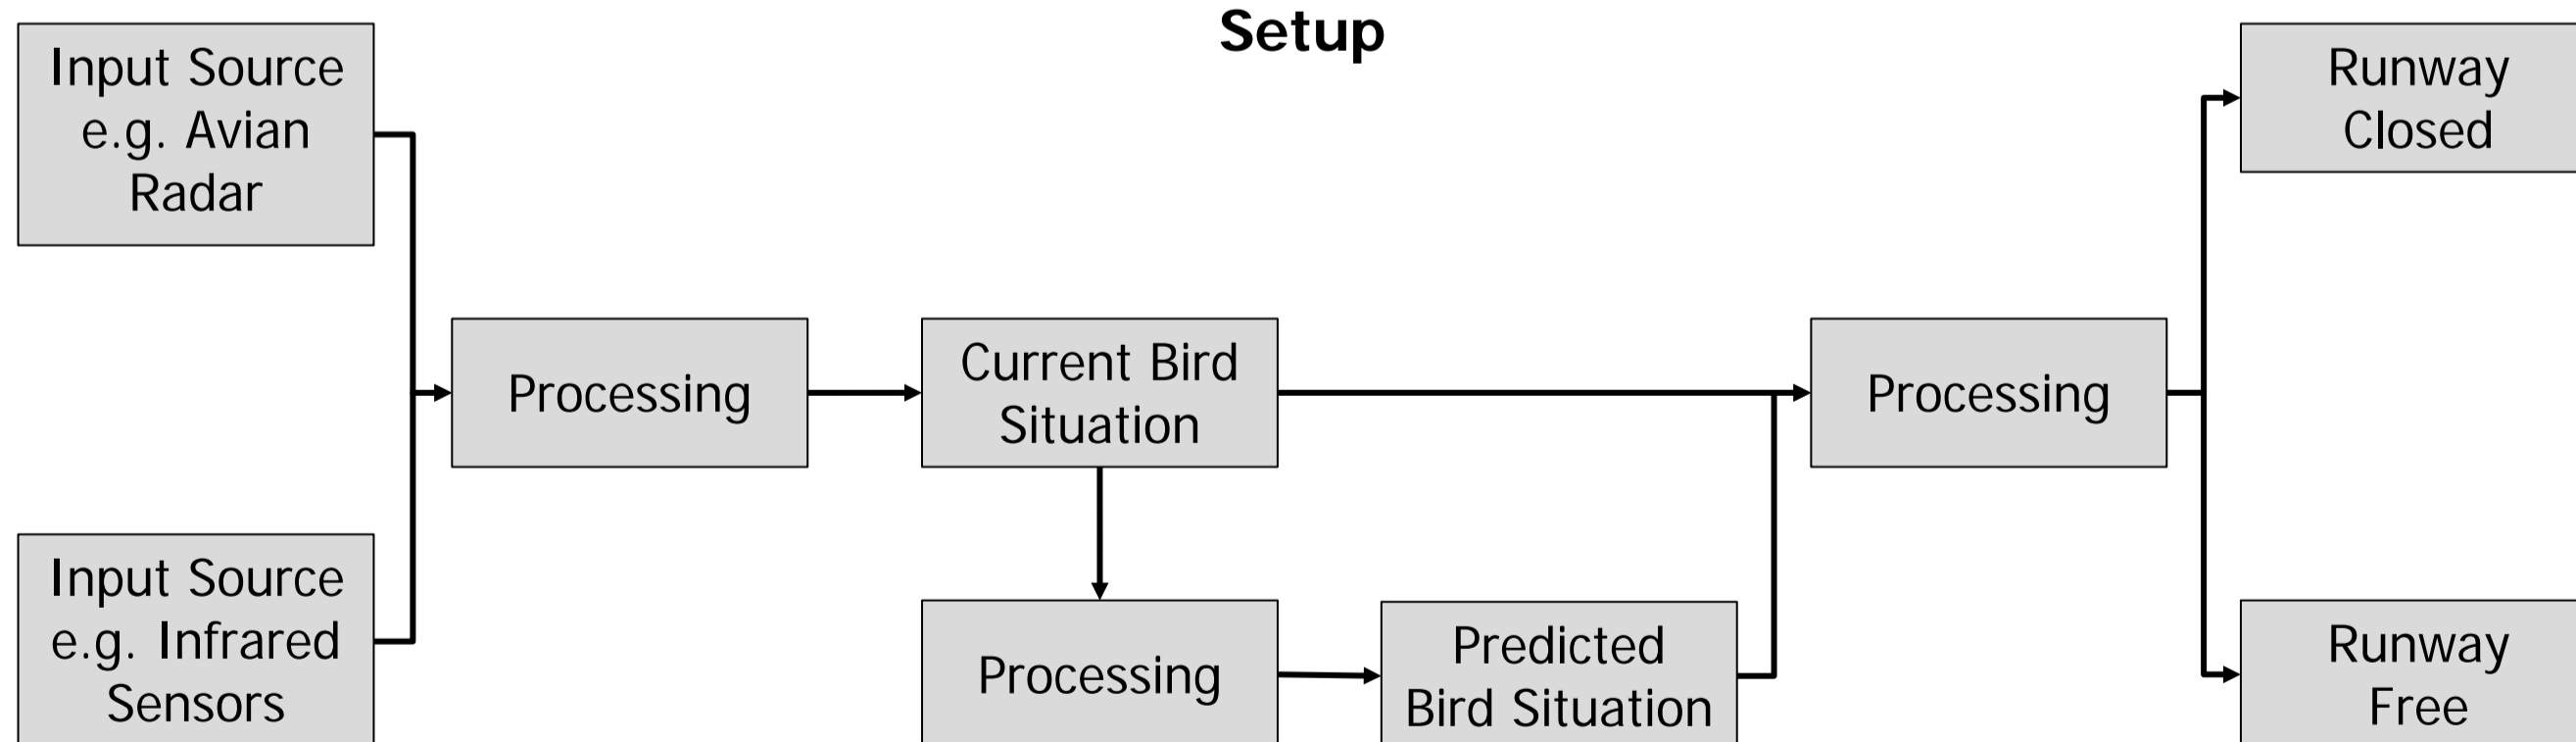 Setup
Input Source
e.g. Avian
Radar
Runway
Closed
Processing
Current Bird
Situation
Processing
Input Source
e.g. Infrared
Sensors
Processing
Predicted
Bird Situation
Runway
Free